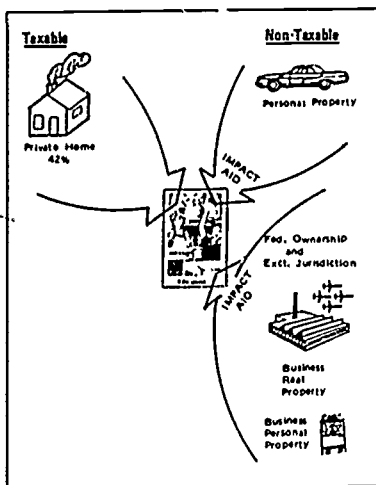 Taxable
Non-Taxable
Personal Property
Private Home
42%
IMPACT
AID
Fed. Ownership
and
Excl. Jurisdiction
IMPACT
AID
Business
Real
Property
Business
Personal
Property